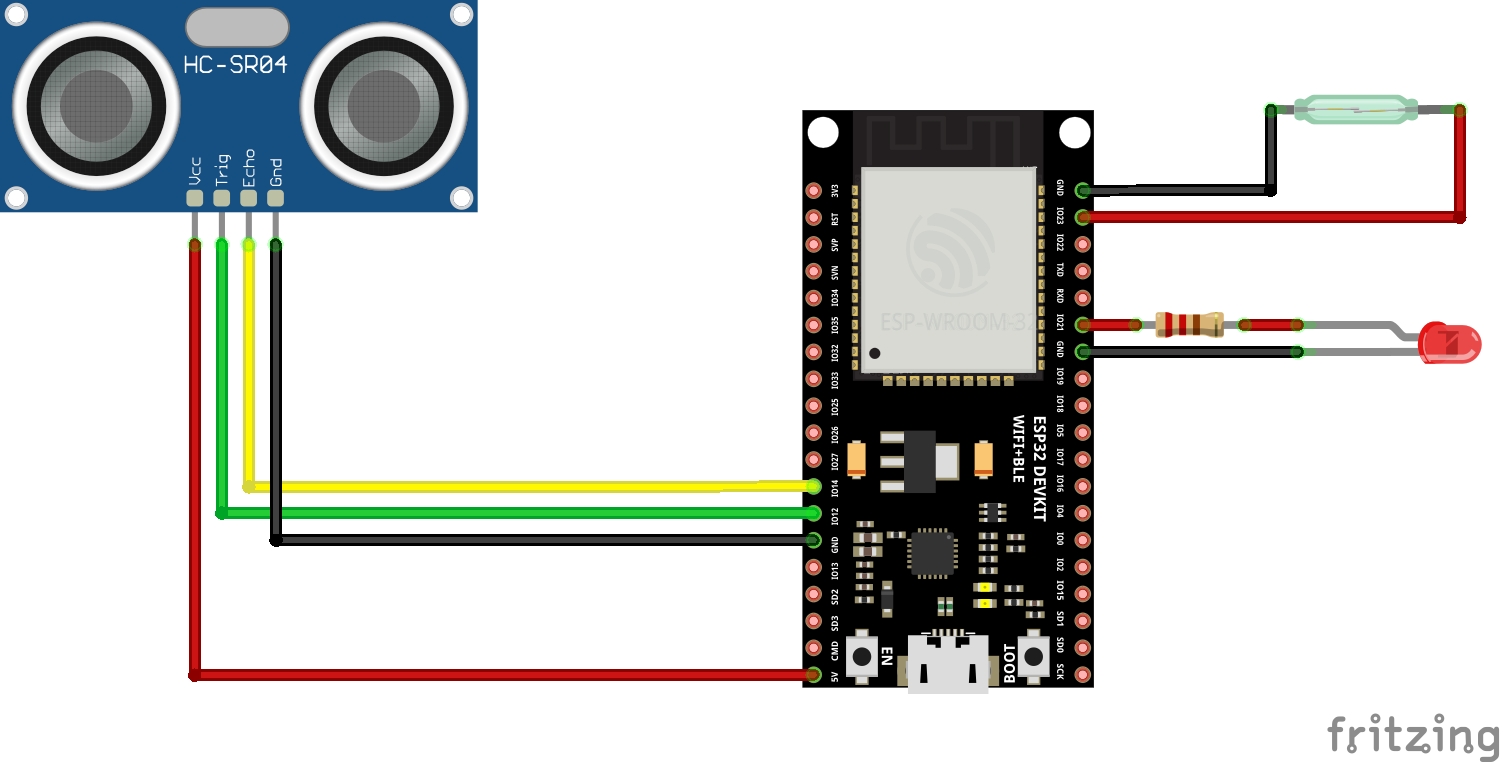 HC-SR04
Vcc
Trig
Echo
Gnd
3V3
RST
SVP
SVN
IO34
IO35
IO32
IO33
IO25
IO26
IO27
IO14
IO12
GND
IO13
SD2
SD3
CMD
5V
GND
IO23
IO22
TXD
RXD
IO21
GND
IO19
IO18
IO5
IO17
IO16
IO4
IO0
IO2
IO15
SD1
SD0
SCK
ESP-WROOM-32
ESP32 DEVKIT
WIFI+BLE
EN
BOOT
fritzing